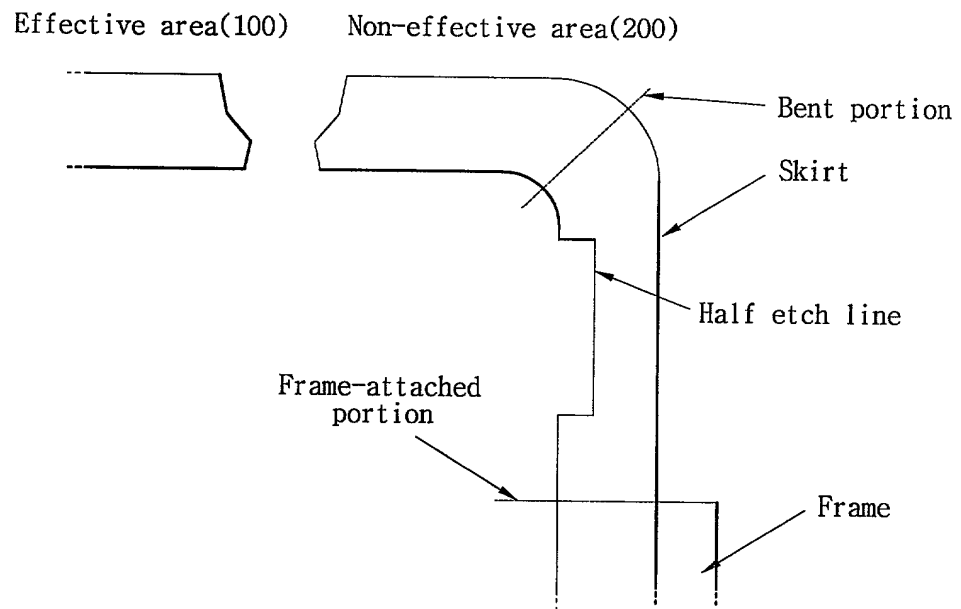 Effective area(100)
Non-effective area(200)
Bent portion
Skirt
Half etch line
Frame-attached
portion
Frame